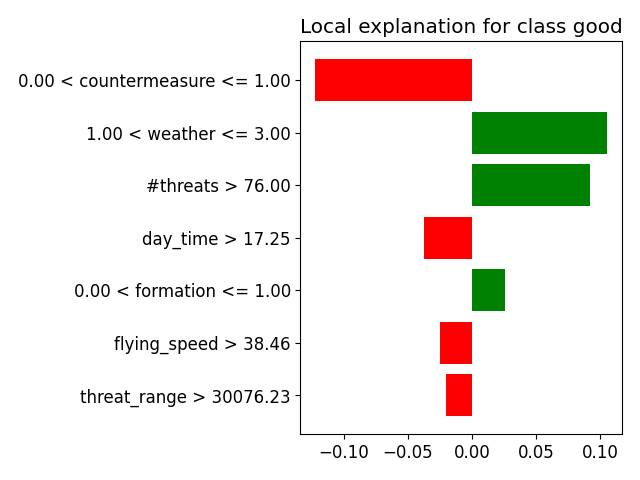 Local explanation for class good
0.00 < countermeasure <= 1.00
1.00 < weather <= 3.00
#threats > 76.00
day_time > 17.25
0.00 < formation <= 1.00
flying_speed > 38.46
threat_range > 30076.23
−0.10 −0.05 0.00 0.05 0.10